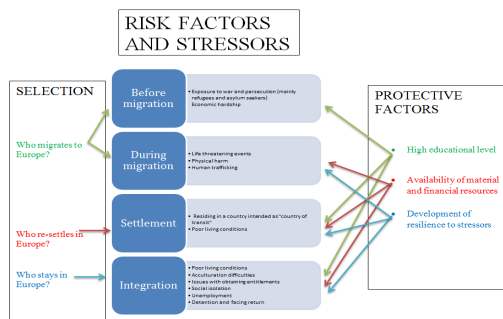 RISK FACTORS
AND STRESSORS
SELECTION
Who migrates to
Europe?
Who re-settles in
Europe?
Who stays in
Europe?
Before
migration
• Exposure to war and persecution (mainly
refugees and asylum seekers)
Economic hardship
During
migration
• Life threatening events
• Physical harm
• Human trafficking
Settlement
• Residing in a country intended as "country of
transit"
• Poor living conditions
Integration
• Poor living conditions
• Acculturation difficulties
• Issues with obtaining entitlements
• Social isolation
• Unemployment
• Detention and facing return
PROTECTIVE
FACTORS
• High educational level
• Availability of material
and financial resources
• Development of
resilience to stressors